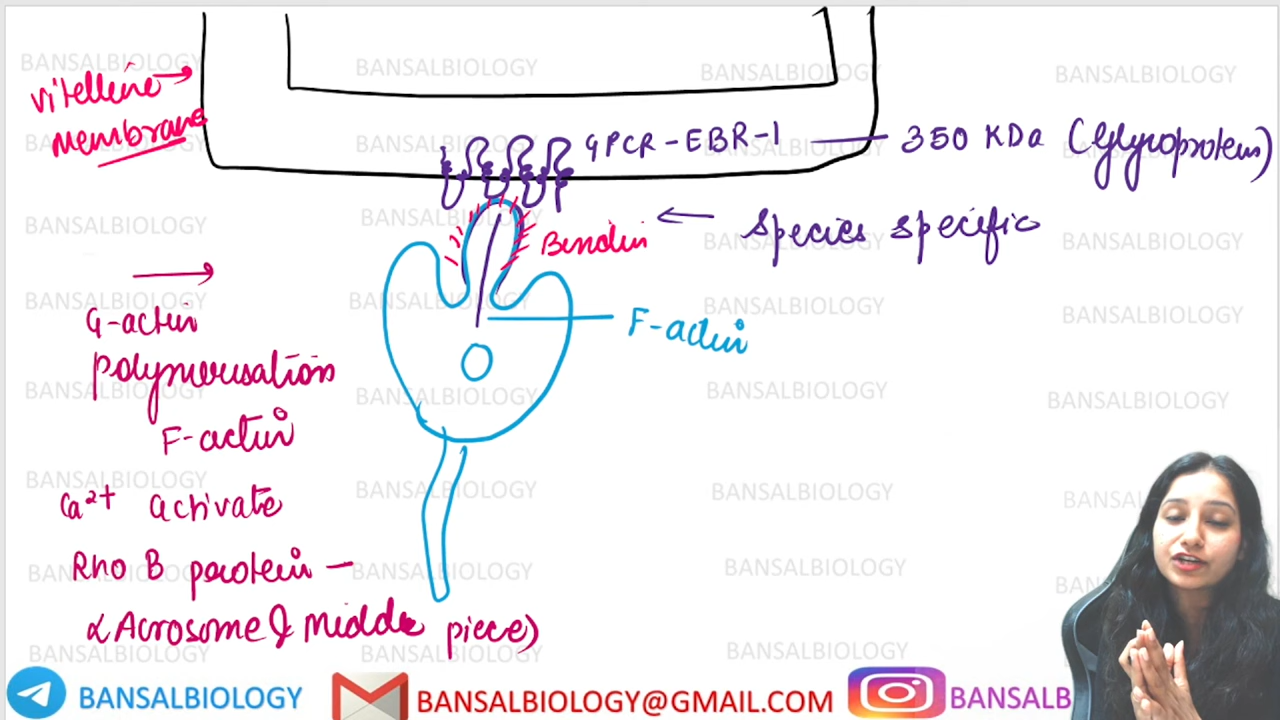 vitelline
membrane
GPCR-EBR-1 — 350 KDa (Glycoproteins)
Bindin ← Species specific
→
G-actin
Polymerisation
F-actin
F-actin
Ca²⁺ activate
Rho B protein -
(Acrosome & Middle piece)
BANSALBIOLOGY
BANSALBIOLOGY@GMAIL.COM
BANSALB